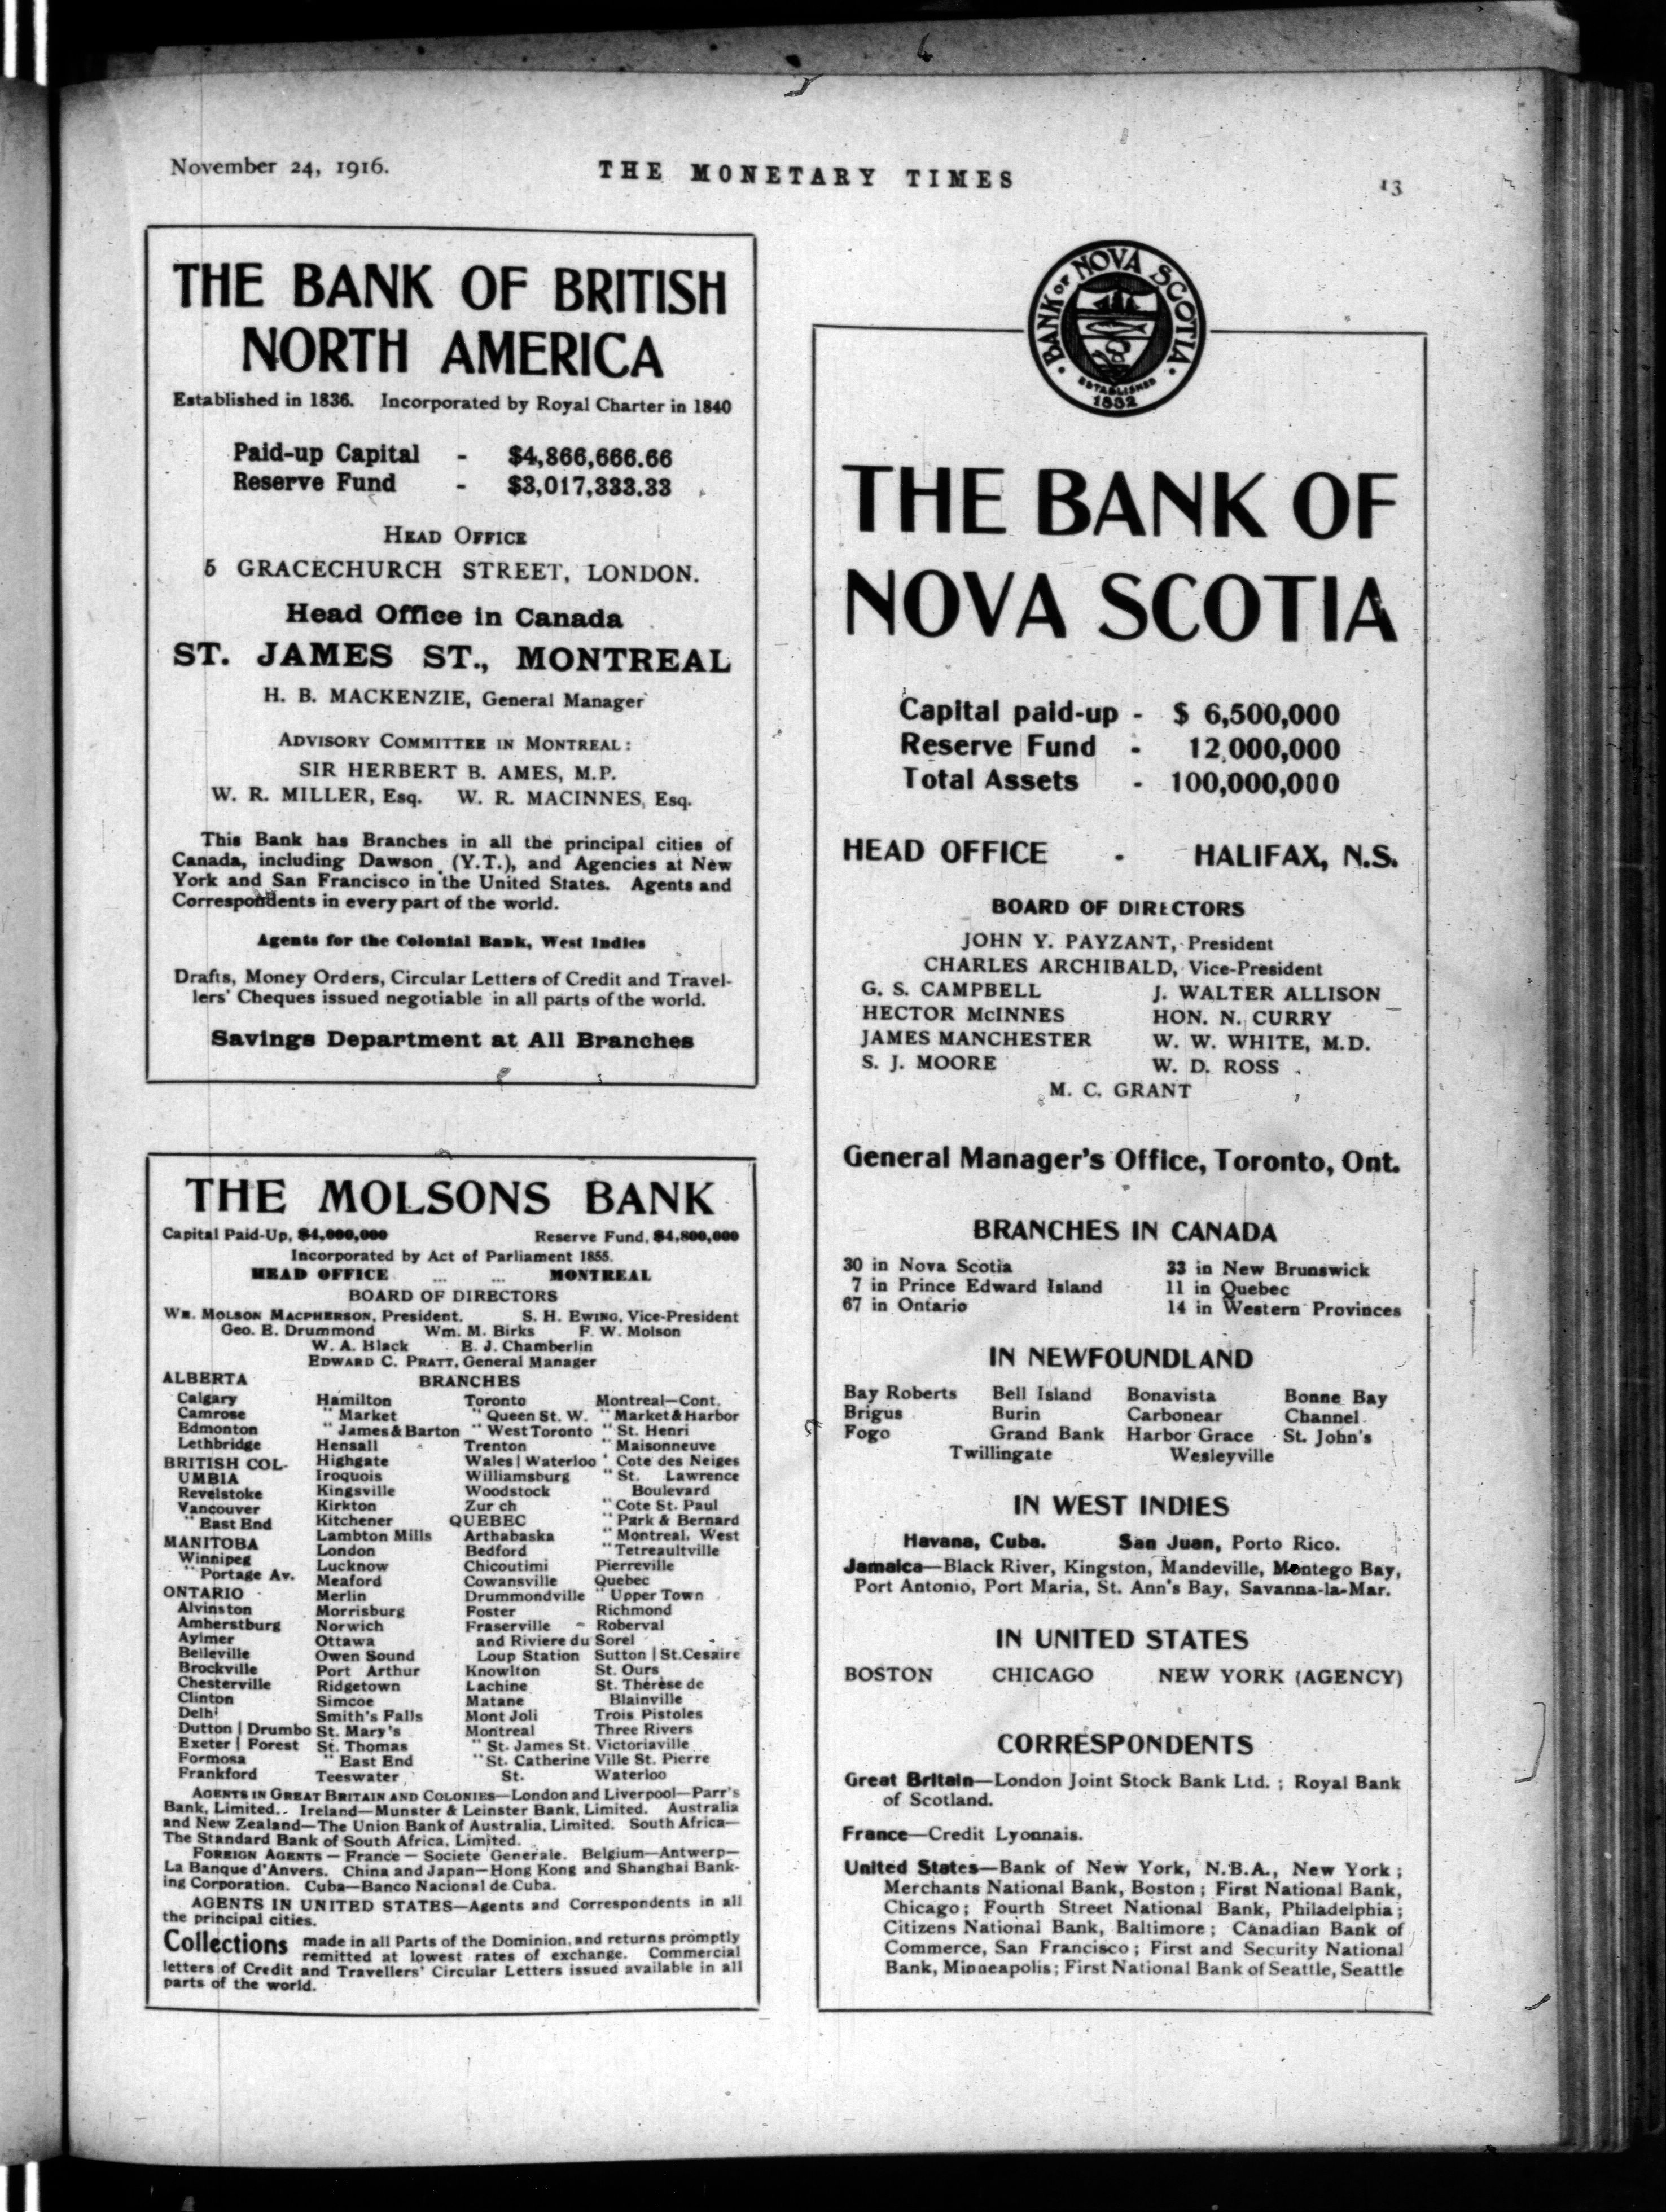 November 24, 1916.
THE MONETARY TIMES
13
THE BANK OF BRITISH
NORTH AMERICA
Established in 1836. Incorporated by Royal Charter in 1840
Paid-up Capital - $4,866,666.66
Reserve Fund - $3,017,333.33
HEAD OFFICE
5 GRACECHURCH STREET, LONDON.
Head Office in Canada
ST. JAMES ST., MONTREAL
H. B. MACKENZIE, General Manager
ADVISORY COMMITTEE IN MONTREAL:
SIR HERBERT B. AMES, M.P.
W. R. MILLER, Esq. W. R. MACINNES, Esq.
This Bank has Branches in all the principal cities of
Canada, including Dawson (Y.T.), and Agencies at New
York and San Francisco in the United States. Agents and
Correspondents in every part of the world.
Agents for the Colonial Bank, West Indies
Drafts, Money Orders, Circular Letters of Credit and Travel-
lers' Cheques issued negotiable in all parts of the world.
Savings Department at All Branches
THE MOLSONS BANK
Capital Paid-Up, $4,000,000 Reserve Fund, $4,800,000
Incorporated by Act of Parliament 1855.
HEAD OFFICE ... ... MONTREAL
BOARD OF DIRECTORS
WM. MOLSON MACPHERSON, President. S. H. EWING, Vice-President
Geo. E. Drummond Wm. M. Birks F. W. Molson
W. A. Black E. J. Chamberlin
EDWARD C. PRATT, General Manager
BRANCHES
ALBERTA
Calgary
Camrose
Edmonton
Lethbridge
BRITISH COL-
UMBIA
Revelstoke
Vancouver
" East End
MANITOBA
Winnipeg
" Portage Av.
ONTARIO
Alvinston
Amherstburg
Aylmer
Belleville
Brockville
Chesterville
Clinton
Delhi
Dutton | Drumbo
Exeter | Forest
Formosa
Frankford
Hamilton
" Market
" James & Barton
Hensall
Highgate
Iroquois
Kingsville
Kirkton
Kitchener
Lambton Mills
London
Lucknow
Meaford
Merlin
Morrisburg
Norwich
Ottawa
Owen Sound
Port Arthur
Ridgetown
Simcoe
Smith's Falls
St. Mary's
St. Thomas
" East End
Teeswater
Toronto
" Queen St. W.
" West Toronto
Trenton
Wales | Waterloo
Williamsburg
Woodstock
Zur ch
QUEBEC
Arthabaska
Bedford
Chicoutimi
Cowansville
Drummondville
Foster
Fraserville
and Riviere du
Loup Station
Knowlton
Lachine
Matane
Mont Joli
Montreal
" St. James St.
" St. Catherine
St.
Montreal—Cont.
" Market & Harbor
" St. Henri
" Maisonneuve
" Cote des Neiges
" St. Lawrence
Boulevard
" Cote St. Paul
" Park & Bernard
" Montreal, West
" Tetreaultville
Pierreville
Quebec
" Upper Town
Richmond
Roberval
Sorel
Sutton | St.Cesaire
St. Ours
St. Thérèse de
Blainville
Trois Pistoles
Three Rivers
Victoriaville
Ville St. Pierre
Waterloo
AGENTS IN GREAT BRITAIN AND COLONIES—London and Liverpool—Parr's
Bank, Limited. Ireland—Munster & Leinster Bank, Limited. Australia
and New Zealand—The Union Bank of Australia, Limited. South Africa—
The Standard Bank of South Africa, Limited.
FOREIGN AGENTS — France — Societe Generale. Belgium—Antwerp—
La Banque d'Anvers. China and Japan—Hong Kong and Shanghai Bank-
ing Corporation. Cuba—Banco Nacional de Cuba.
AGENTS IN UNITED STATES—Agents and Correspondents in all
the principal cities.
Collections made in all Parts of the Dominion, and returns promptly
remitted at lowest rates of exchange. Commercial
letters of Credit and Travellers' Circular Letters issued available in all
parts of the world.
BANK OF NOVA SCOTIA
ESTABLISHED
1832
THE BANK OF
NOVA SCOTIA
Capital paid-up - $ 6,500,000
Reserve Fund - 12,000,000
Total Assets - 100,000,000
HEAD OFFICE - HALIFAX, N.S.
BOARD OF DIRECTORS
JOHN Y. PAYZANT, President
CHARLES ARCHIBALD, Vice-President
G. S. CAMPBELL J. WALTER ALLISON
HECTOR McINNES HON. N. CURRY
JAMES MANCHESTER W. W. WHITE, M.D.
S. J. MOORE W. D. ROSS
M. C. GRANT
General Manager's Office, Toronto, Ont.
BRANCHES IN CANADA
30 in Nova Scotia 33 in New Brunswick
7 in Prince Edward Island 11 in Quebec
67 in Ontario 14 in Western Provinces
IN NEWFOUNDLAND
Bay Roberts Bell Island Bonavista Bonne Bay
Brigus Burin Carbonear Channel
Fogo Grand Bank Harbor Grace St. John's
Twillingate Wesleyville
IN WEST INDIES
Havana, Cuba. San Juan, Porto Rico.
Jamaica—Black River, Kingston, Mandeville, Montego Bay,
Port Antonio, Port Maria, St. Ann's Bay, Savanna-la-Mar.
IN UNITED STATES
BOSTON CHICAGO NEW YORK (AGENCY)
CORRESPONDENTS
Great Britain—London Joint Stock Bank Ltd. ; Royal Bank
of Scotland.
France—Credit Lyonnais.
United States—Bank of New York, N.B.A., New York ;
Merchants National Bank, Boston ; First National Bank,
Chicago ; Fourth Street National Bank, Philadelphia ;
Citizens National Bank, Baltimore ; Canadian Bank of
Commerce, San Francisco ; First and Security National
Bank, Minneapolis ; First National Bank of Seattle, Seattle